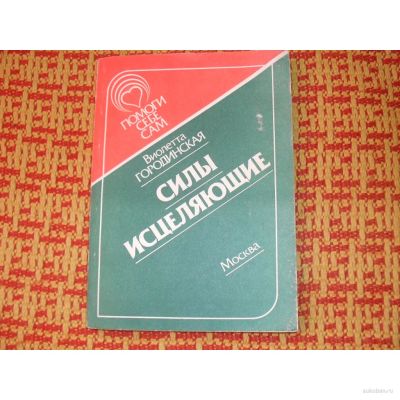 ПОМОГИ
СЕБЕ
САМ
Виолетта
ГОРОДИНСКАЯ
СИЛЫ
ИСЦЕЛЯЮЩИЕ
Москва